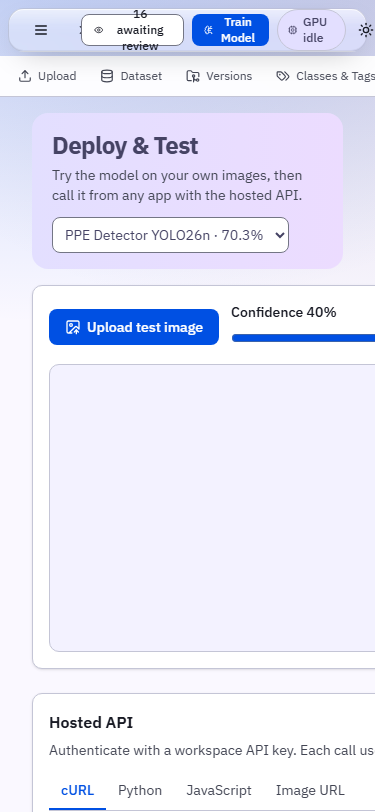 16
awaiting
review
Train
Model
GPU
idle
Upload
Dataset
Versions
Classes & Tags
Deploy & Test
Try the model on your own images, then
call it from any app with the hosted API.
PPE Detector YOLO26n · 70.3%
Upload test image
Confidence 40%
Hosted API
Authenticate with a workspace API key. Each call us
cURL
Python
JavaScript
Image URL